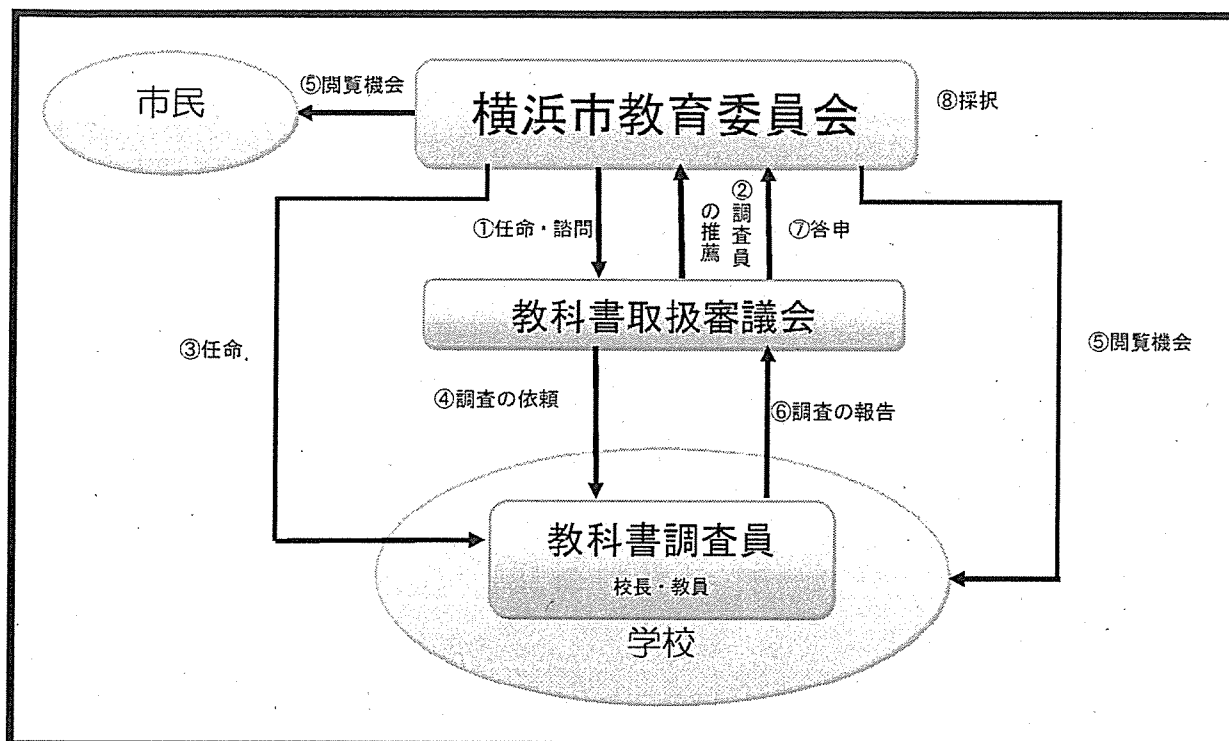 市民
⑤閲覧機会
横浜市教育委員会
⑧採択
①任命・諮問
②調査員
の推薦
⑦答申
教科書取扱審議会
③任命
⑤閲覧機会
④調査の依頼
⑥調査の報告
教科書調査員
校長・教員
学校